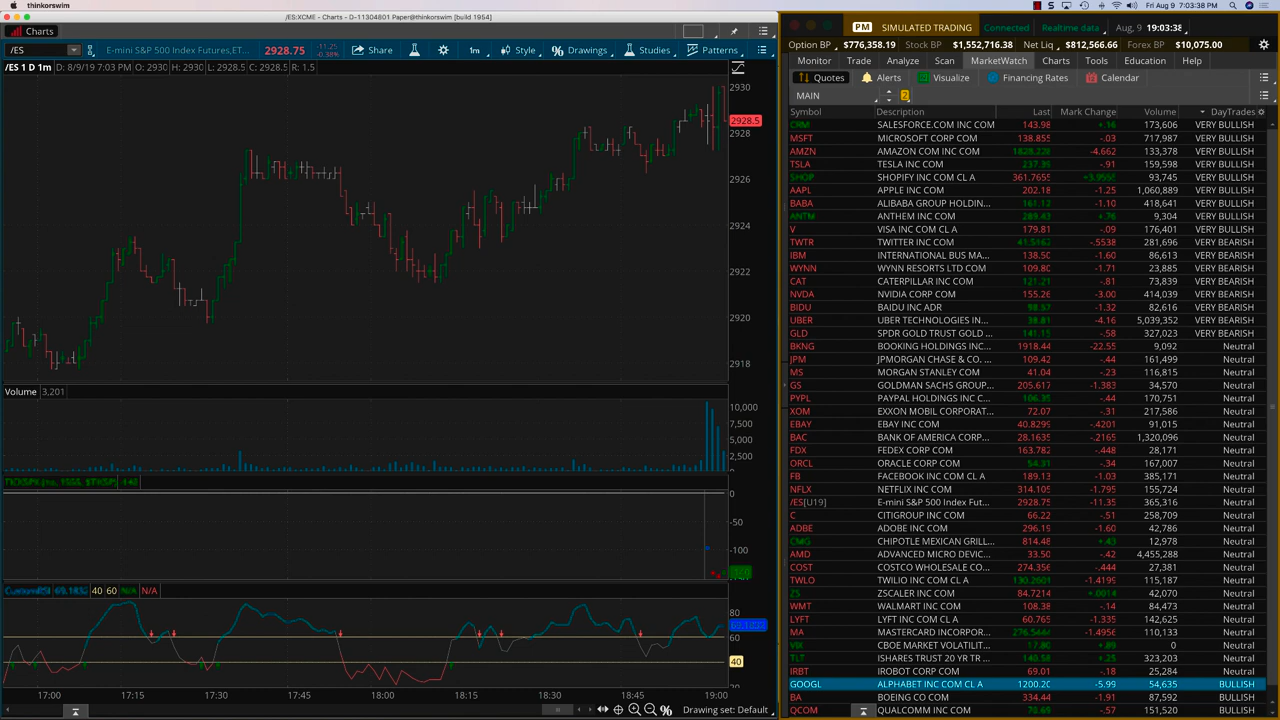 thinkorswim
Fri Aug 9 7:03:38 PM
/ES:XCME - Charts - D-11304801 Paper@thinkorswim [build 1954]
Charts
/ES
E-mini S&P 500 Index Futures,ET...
2928.75
-11.25
-0.38%
Share
1m
Style
Drawings
Studies
Patterns
/ES 1 D 1m
D: 8/9/19 7:03 PM
O: 2930
H: 2930
L: 2928.5
C: 2928.5
R: 1.5
2930
2928.5
2928
2926
2924
2922
2920
2918
Volume 3,201
10,000
7,500
5,000
2,500
0
-50
-100
40 60 N/A N/A
80
60
40
20
17:00 17:15 17:30 17:45 18:00 18:15 18:30 18:45 19:00
Drawing set: Default
PM SIMULATED TRADING Connected Realtime data Aug, 9 19:03:38
Option BP $776,358.19 Stock BP $1,552,716.38 Net Liq $812,566.66 Forex BP $10,075.00
Monitor Trade Analyze Scan MarketWatch Charts Tools Education Help
Quotes Alerts Visualize Financing Rates Calendar
MAIN 2
Symbol Description Last Mark Change Volume DayTrades
CRM SALESFORCE.COM INC COM 143.98 +.16 173,606 VERY BULLISH
MSFT MICROSOFT CORP COM 138.855 -.03 717,987 VERY BULLISH
AMZN AMAZON COM INC COM -4.662 133,378 VERY BULLISH
TSLA TESLA INC COM 237.39 -.91 159,598 VERY BULLISH
SHOP SHOPIFY INC COM CL A 361.7655 93,745 VERY BULLISH
AAPL APPLE INC COM 202.18 -1.25 1,060,889 VERY BULLISH
BABA ALIBABA GROUP HOLDIN... 161.12 -1.10 418,641 VERY BULLISH
ANTM ANTHEM INC COM 289.43 +.76 9,304 VERY BULLISH
V VISA INC COM CL A 179.81 -.09 176,401 VERY BULLISH
TWTR TWITTER INC COM -.5538 281,696 VERY BEARISH
IBM INTERNATIONAL BUS MA... 138.50 -1.60 86,613 VERY BEARISH
WYNN WYNN RESORTS LTD COM 109.80 -1.71 23,885 VERY BEARISH
CAT CATERPILLAR INC COM 121.21 -.81 73,839 VERY BEARISH
NVDA NVIDIA CORP COM 155.26 -3.00 414,039 VERY BEARISH
BIDU BAIDU INC ADR -1.32 82,616 VERY BEARISH
UBER UBER TECHNOLOGIES IN... 38.81 -4.16 5,039,352 VERY BEARISH
GLD SPDR GOLD TRUST GOLD ... 141.15 -.58 327,023 VERY BEARISH
BKNG BOOKING HOLDINGS INC... 1918.44 -22.55 9,092 Neutral
JPM JPMORGAN CHASE & CO. ... 109.42 -.44 161,499 Neutral
MS MORGAN STANLEY COM 41.04 -.23 116,815 Neutral
GS GOLDMAN SACHS GROUP... 205.617 -1.383 34,570 Neutral
PYPL PAYPAL HOLDINGS INC C... 106.35 -.64 170,751 Neutral
XOM EXXON MOBIL CORPORAT... 72.07 -.31 217,586 Neutral
EBAY EBAY INC COM 40.8299 -.4201 91,015 Neutral
BAC BANK OF AMERICA CORP... 28.1635 -.2165 1,320,096 Neutral
FDX FEDEX CORP COM 163.782 -.448 28,171 Neutral
ORCL ORACLE CORP COM 54.31 -.34 167,007 Neutral
FB FACEBOOK INC COM CL A 189.13 -1.03 385,171 Neutral
NFLX NETFLIX INC COM 314.105 -1.795 155,724 Neutral
/ES[U19] E-mini S&P 500 Index Fut... 2928.75 -11.35 365,316 Neutral
C CITIGROUP INC COM 66.22 -.51 258,709 Neutral
ADBE ADOBE INC COM 296.19 -1.60 42,786 Neutral
CMG CHIPOTLE MEXICAN GRILL... 814.48 +.43 12,978 Neutral
AMD ADVANCED MICRO DEVIC... 33.50 -.42 4,455,288 Neutral
COST COSTCO WHOLESALE CO... 274.356 -.444 27,381 Neutral
TWLO TWILIO INC COM CL A 130.2601 -1.4199 115,187 Neutral
ZS ZSCALER INC COM 84.7214 +.0014 42,070 Neutral
WMT WALMART INC COM 108.38 -.14 84,473 Neutral
LYFT LYFT INC COM CL A 60.765 -1.335 142,625 Neutral
MA MASTERCARD INCORPOR... -1.4956 110,133 Neutral
VIX CBOE MARKET VOLATILIT... 17.80 +.89 0 Neutral
TLT ISHARES TRUST 20 YR TR ... 140.58 +.25 323,203 Neutral
IRBT IROBOT CORP COM 69.01 -.18 25,284 Neutral
GOOGL ALPHABET INC COM CL A 1200.20 -5.99 54,635 BULLISH
BA BOEING CO COM 334.44 -1.91 87,592 BULLISH
QCOM QUALCOMM INC COM 70.69 -.57 151,520 BULLISH